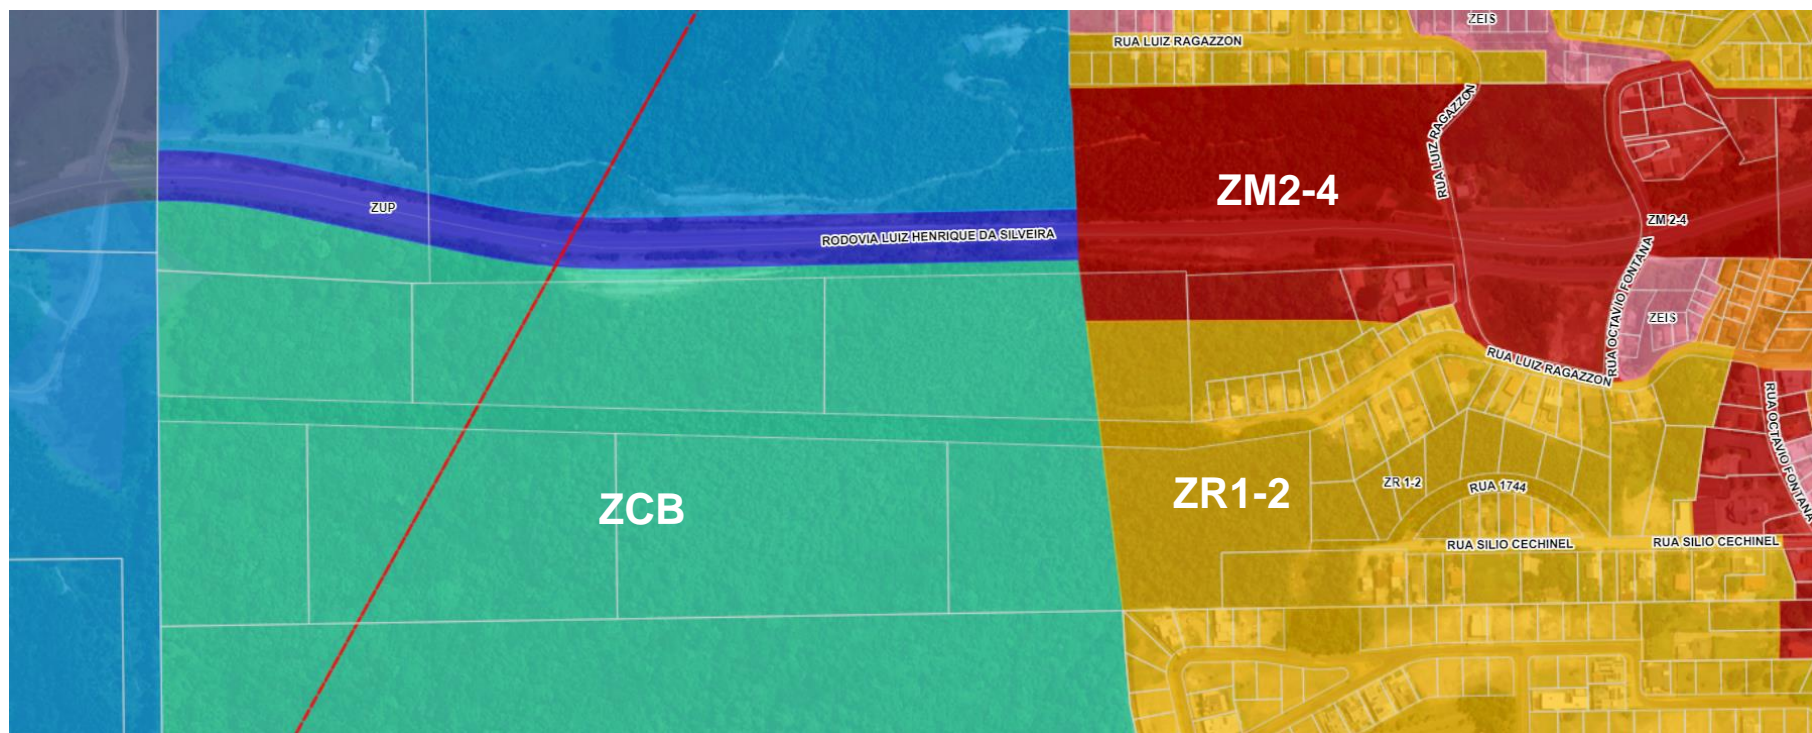 ZEIS
RUA LUIZ RAGAZZON
RUA LUIZ RAGAZZON
ZM2-4
ZUP
ZM 2-4
RODOVIA LUIZ HENRIQUE DA SILVEIRA
RUA OCTAVIO FONTANA
ZEIS
RUA LUIZ RAGAZZON
RUA OCTAVIO FONTANA
ZR 1-2
RUA 1744
ZR1-2
ZCB
RUA SILIO CECHINEL
RUA SILIO CECHINEL